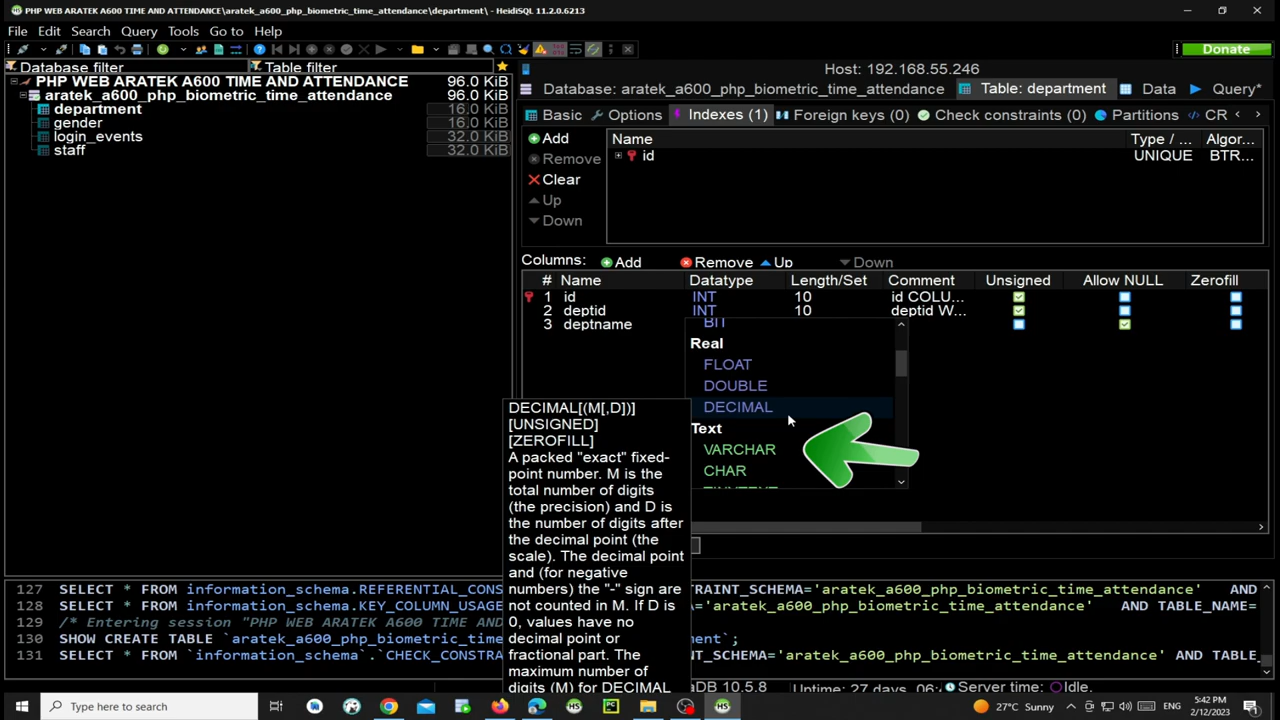 PHP WEB ARATEK A600 TIME AND ATTENDANCE\aratek_a600_php_biometric_time_attendance\department\ - HeidiSQL 11.2.0.6213
File Edit Search Query Tools Go to Help
Donate
Database filter Table filter
Host: 192.168.55.246
PHP WEB ARATEK A600 TIME AND ATTENDANCE 96.0 KiB
Database: aratek_a600_php_biometric_time_attendance Table: department Data Query*
aratek_a600_php_biometric_time_attendance 96.0 KiB
department 16.0 KiB
gender 16.0 KiB
login_events 32.0 KiB
staff 32.0 KiB
Basic Options Indexes (1) Foreign keys (0) Check constraints (0) Partitions CR
Add
Remove
Clear
Up
Down
Name Type / ... Algor...
id UNIQUE BTR...
Columns: Add Remove Up Down
# Name Datatype Length/Set Comment Unsigned Allow NULL Zerofill
1 id INT 10 id COLU...
2 deptid INT 10 deptid W...
3 deptname
BIT
Real
FLOAT
DOUBLE
DECIMAL
Text
VARCHAR
CHAR
DECIMAL[(M[,D])]
[UNSIGNED]
[ZEROFILL]
A packed "exact" fixed-
point number. M is the
total number of digits
(the precision) and D is
the number of digits after
the decimal point (the
scale). The decimal point
and (for negative
numbers) the "-" sign are
not counted in M. If D is
0, values have no
decimal point or
fractional part. The
maximum number of
digits (M) for DECIMAL
127 SELECT * FROM information_schema.REFERENTIAL_CONS TRAINT_SCHEMA='aratek_a600_php_biometric_time_attendance' AND
128 SELECT * FROM information_schema.KEY_COLUMN_USAGE ='aratek_a600_php_biometric_time_attendance' AND TABLE_NAME=
129 /* Entering session "PHP WEB ARATEK A600 TIME AN
130 SHOW CREATE TABLE `aratek_a600_php_biometric_time ment`;
131 SELECT * FROM `information_schema`.`CHECK_CONSTRA NT_SCHEMA='aratek_a600_php_biometric_time_attendance' AND TABL
DB 10.5.8 Uptime: 27 days, 06: Server time: Idle.
Type here to search
27°C Sunny ENG 5:42 PM
2/12/2023